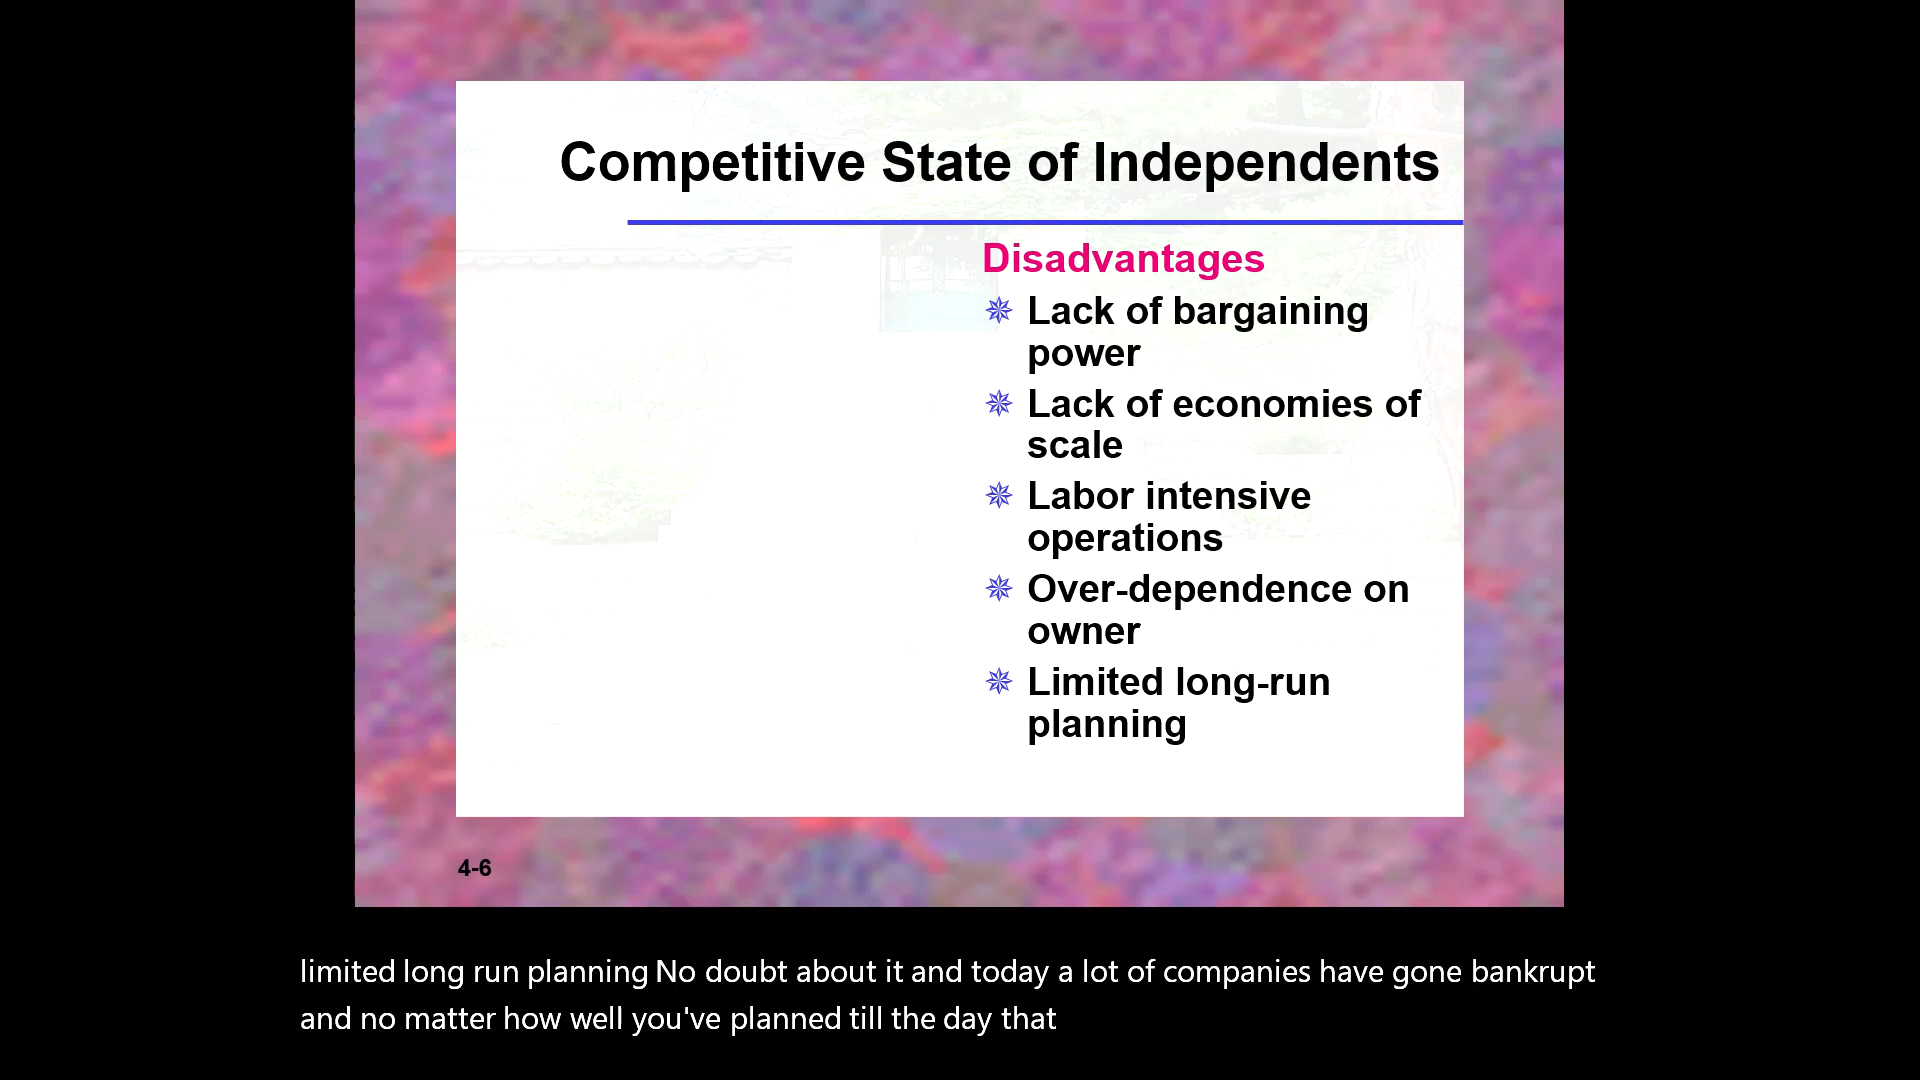 Competitive State of Independents
Disadvantages
Lack of bargaining
power
Lack of economies of
scale
Labor intensive
operations
Over-dependence on
owner
Limited long-run
planning
4-6
limited long run planning No doubt about it and today a lot of companies have gone bankrupt
and no matter how well you've planned till the day that